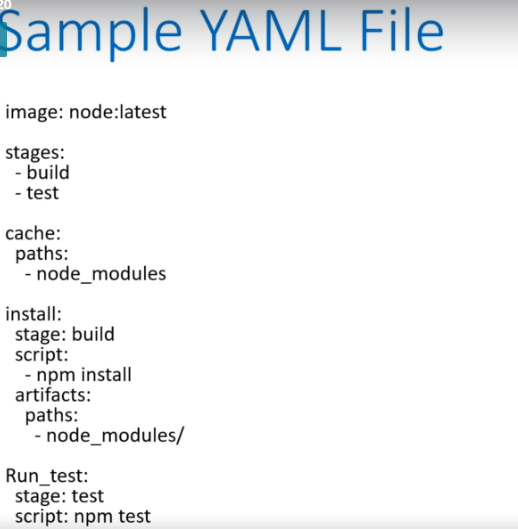 20
Sample YAML File
image: node:latest
stages:
- build
- test
cache:
paths:
- node_modules
install:
stage: build
script:
- npm install
artifacts:
paths:
- node_modules/
Run_test:
stage: test
script: npm test